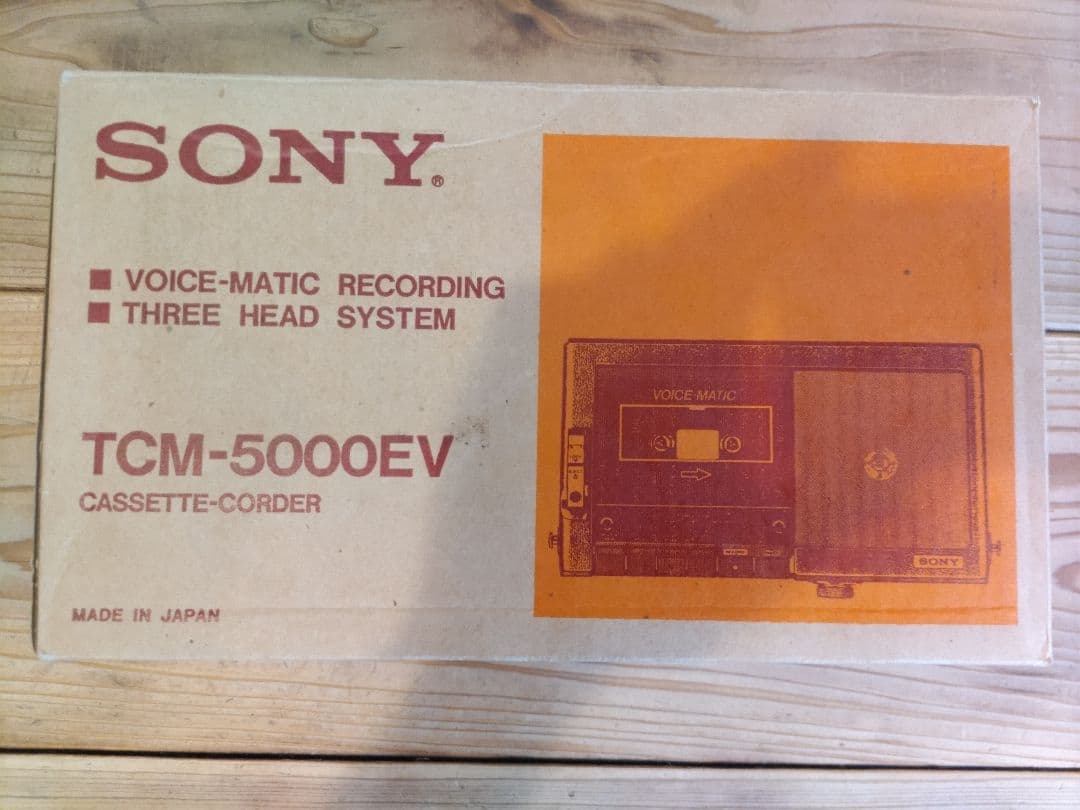 SONY®
■ VOICE-MATIC RECORDING
■ THREE HEAD SYSTEM
TCM-5000EV
CASSETTE-CORDER
MADE IN JAPAN
VOICE-MATIC
SONY